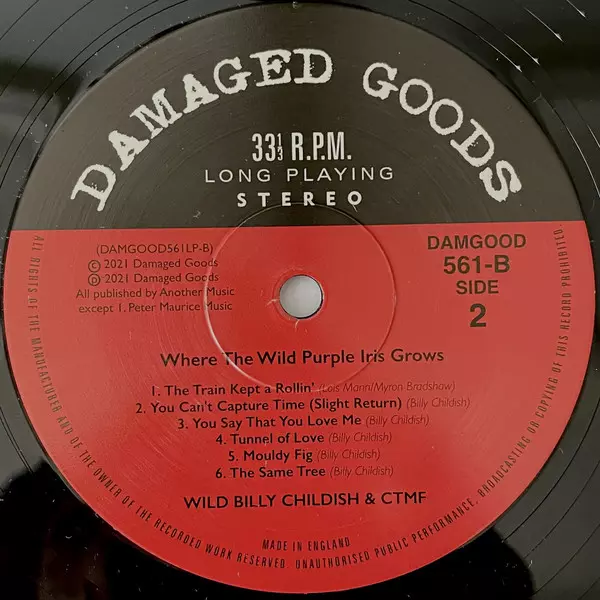 DAMAGED GOODS
33⅓ R.P.M.
LONG PLAYING
STEREO
(DAMGOOD561LP-B)
© 2021 Damaged Goods
℗ 2021 Damaged Goods
All published by Another Music
except 1. Peter Maurice Music
DAMGOOD
561-B
SIDE
2
Where The Wild Purple Iris Grows
1. The Train Kept a Rollin' (Lois Mann/Myron Bradshaw)
2. You Can't Capture Time (Slight Return) (Billy Childish)
3. You Say That You Love Me (Billy Childish)
4. Tunnel of Love (Billy Childish)
5. Mouldy Fig (Billy Childish)
6. The Same Tree (Billy Childish)
WILD BILLY CHILDISH & CTMF
MADE IN ENGLAND
ALL RIGHTS OF THE MANUFACTURER AND OF THE OWNER OF THE RECORDED WORK RESERVED. UNAUTHORISED PUBLIC PERFORMANCE, BROADCASTING OR COPYING OF THIS RECORD PROHIBITED.